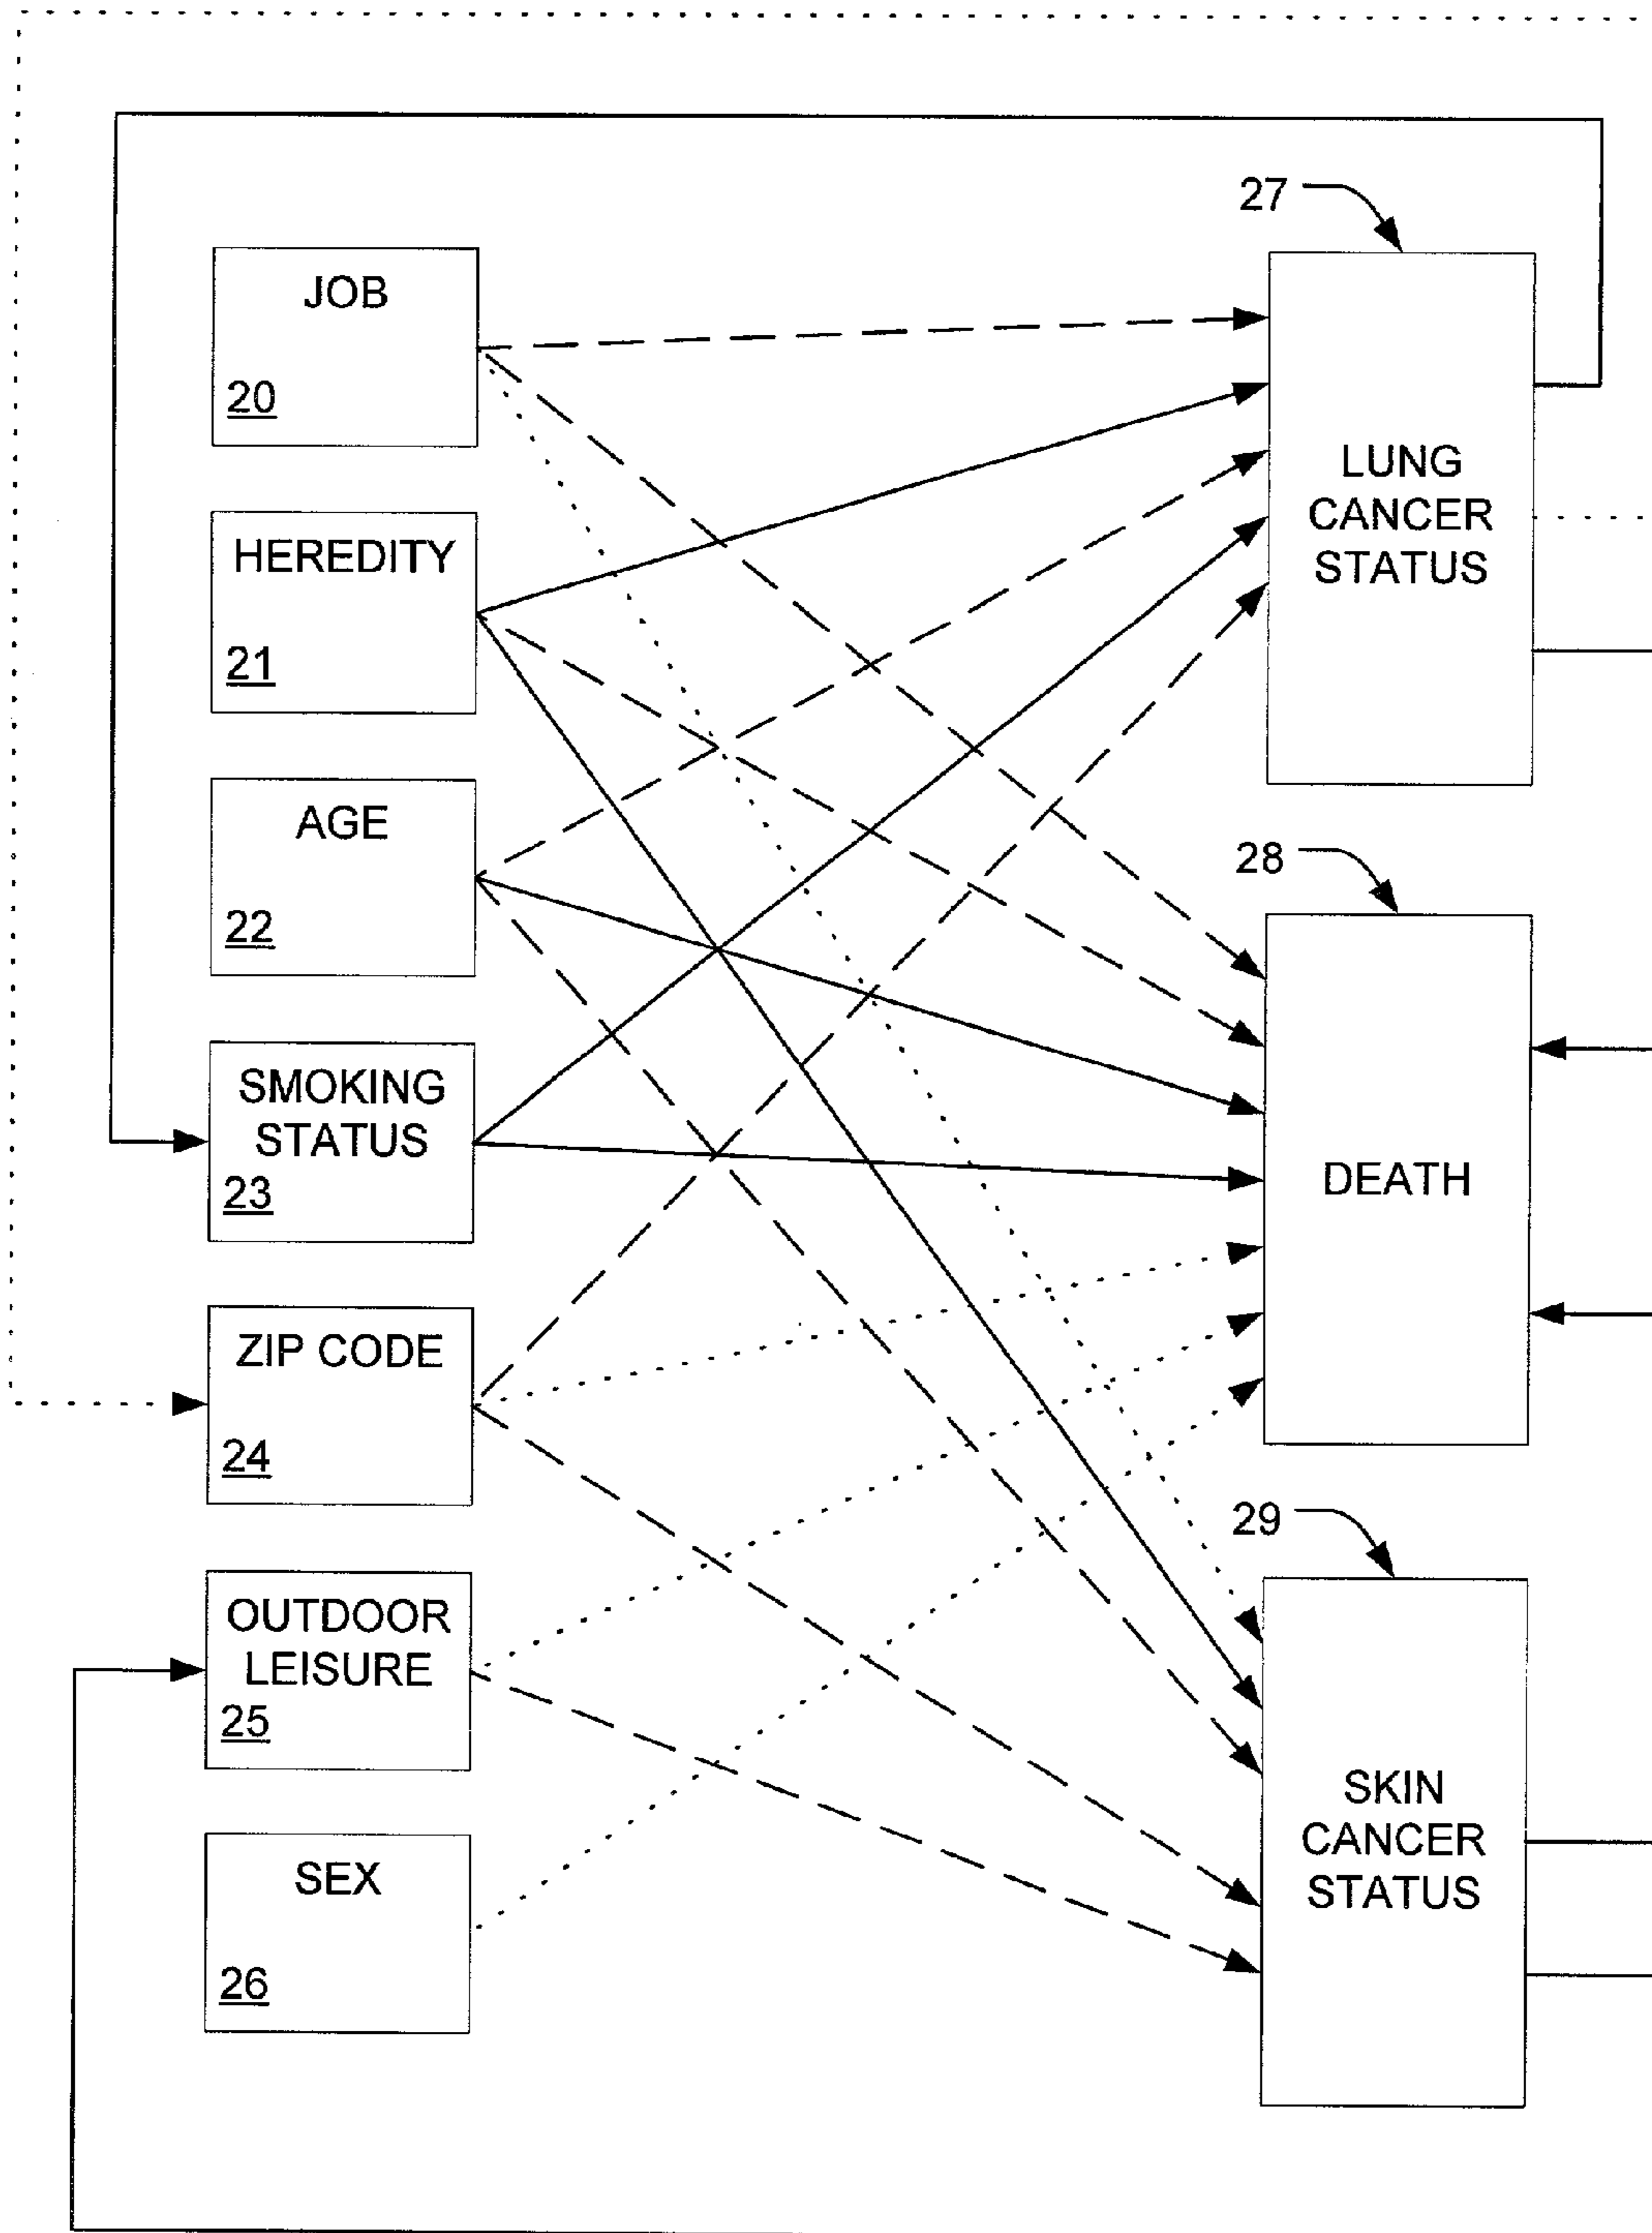 JOB
20
HEREDITY
21
AGE
22
SMOKING
STATUS
23
ZIP CODE
24
OUTDOOR
LEISURE
25
SEX
26
27
LUNG
CANCER
STATUS
28
DEATH
29
SKIN
CANCER
STATUS